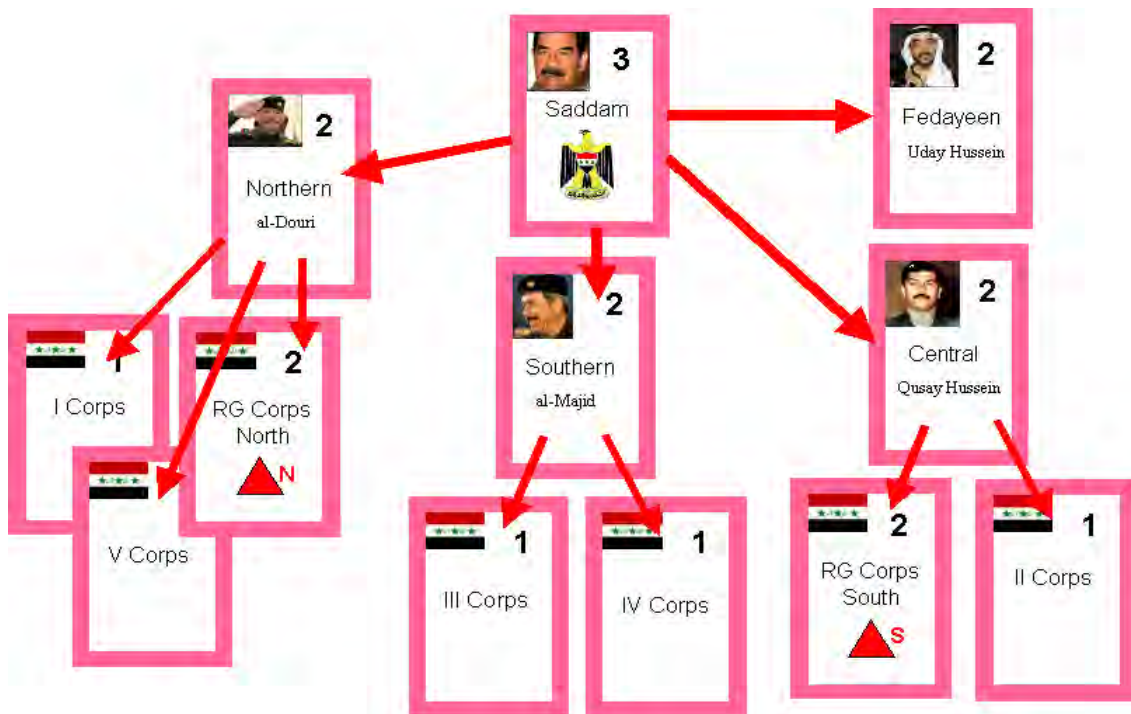 3
Saddam
2
Fedayeen
Uday Hussein
2
Northern
al-Douri
2
Southern
al-Majid
2
Central
Qusay Hussein
1
I Corps
2
RG Corps
North
N
V Corps
1
III Corps
1
IV Corps
2
RG Corps
South
S
1
II Corps